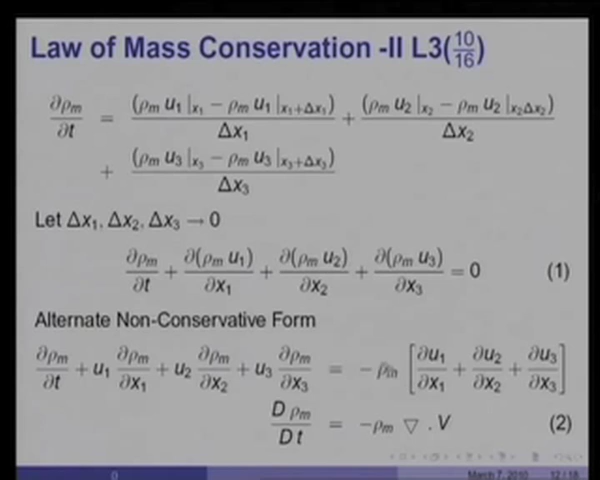 Law of Mass Conservation -II L3(10/16)
∂ρm/∂t = (ρm u1 |x1 − ρm u1 |x1+Δx1)/Δx1 + (ρm u2 |x2 − ρm u2 |x2Δx2)/Δx2
+ (ρm u3 |x3 − ρm u3 |x3+Δx3)/Δx3
Let Δx1, Δx2, Δx3 → 0
∂ρm/∂t + ∂(ρm u1)/∂x1 + ∂(ρm u2)/∂x2 + ∂(ρm u3)/∂x3 = 0 (1)
Alternate Non-Conservative Form
∂ρm/∂t + u1 ∂ρm/∂x1 + u2 ∂ρm/∂x2 + u3 ∂ρm/∂x3 = − ρm [∂u1/∂x1 + ∂u2/∂x2 + ∂u3/∂x3]
D ρm/D t = −ρm ▽ . V (2)
() March 7, 2010 12 / 18